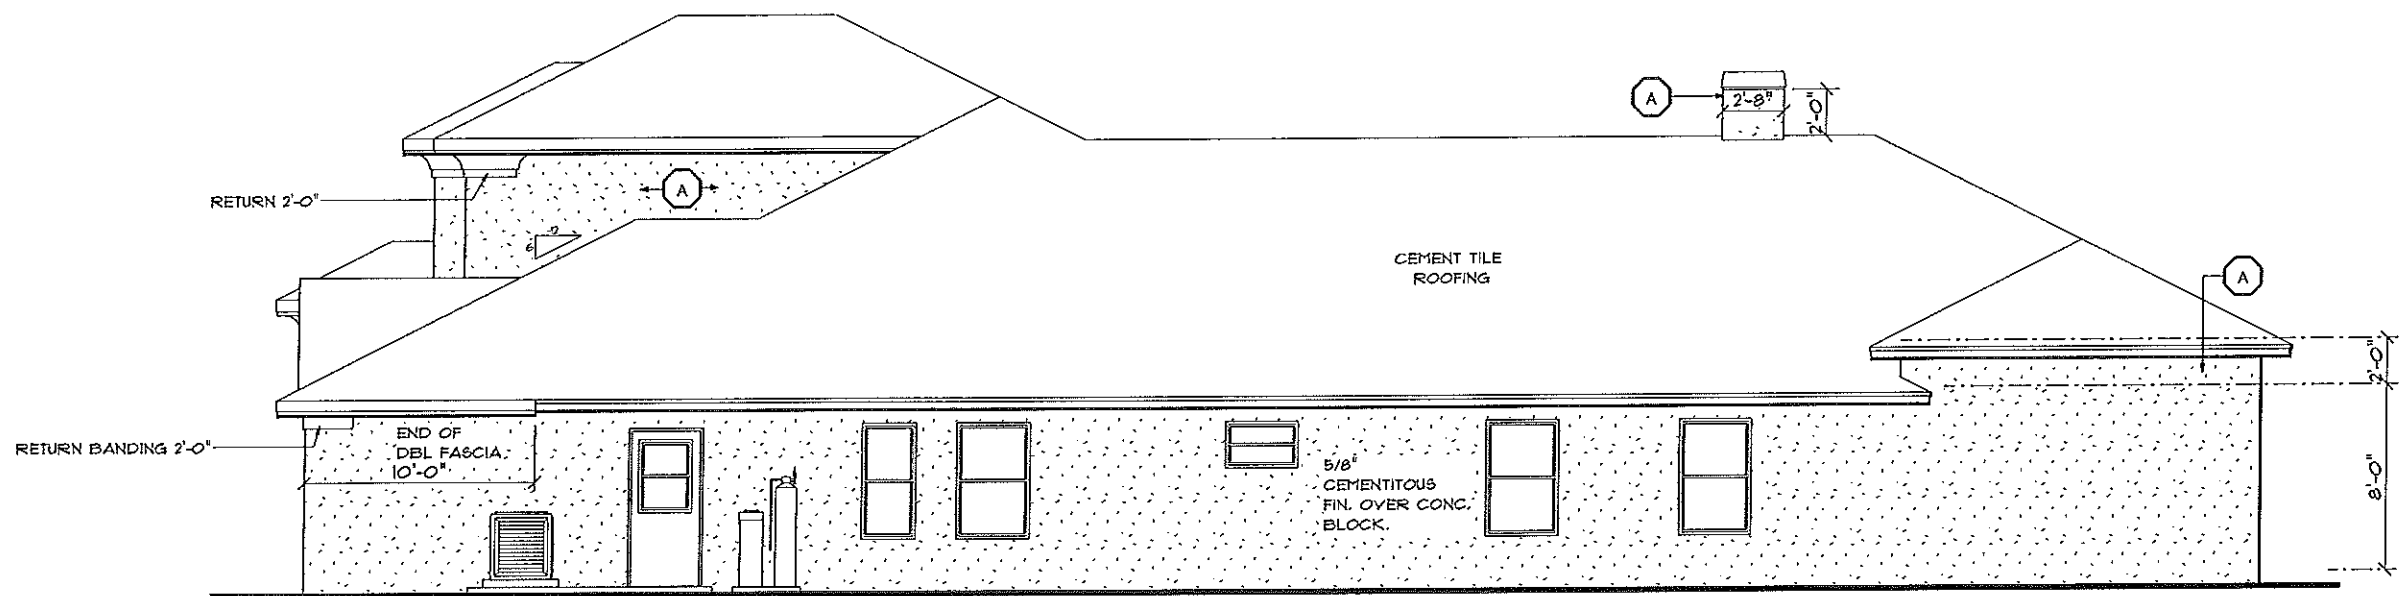 A
2'-8"
2'-0"
RETURN 2'-0"
A
12
6
CEMENT TILE
ROOFING
A
2'-0"
RETURN BANDING 2'-0"
END OF
DBL FASCIA.
10'-0"
5/8"
CEMENTITOUS
FIN. OVER CONC.
BLOCK.
8'-0"